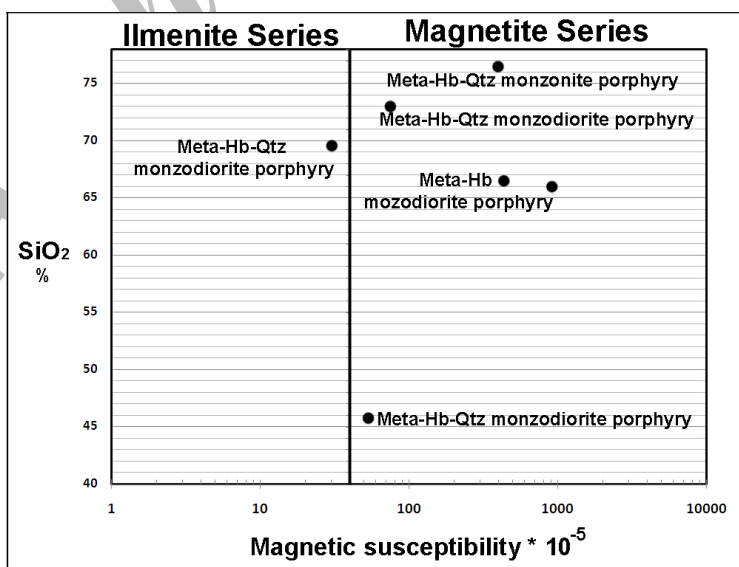 Ilmenite Series
Magnetite Series
75
70
65
60
55
50
45
40
SiO2
%
Meta-Hb-Qtz monzonite porphyry
Meta-Hb-Qtz monzodiorite porphyry
Meta-Hb-Qtz
monzodiorite porphyry
Meta-Hb
mozodiorite porphyry
Meta-Hb-Qtz monzodiorite porphyry
1
10
100
1000
10000
Magnetic susceptibility * 10-5